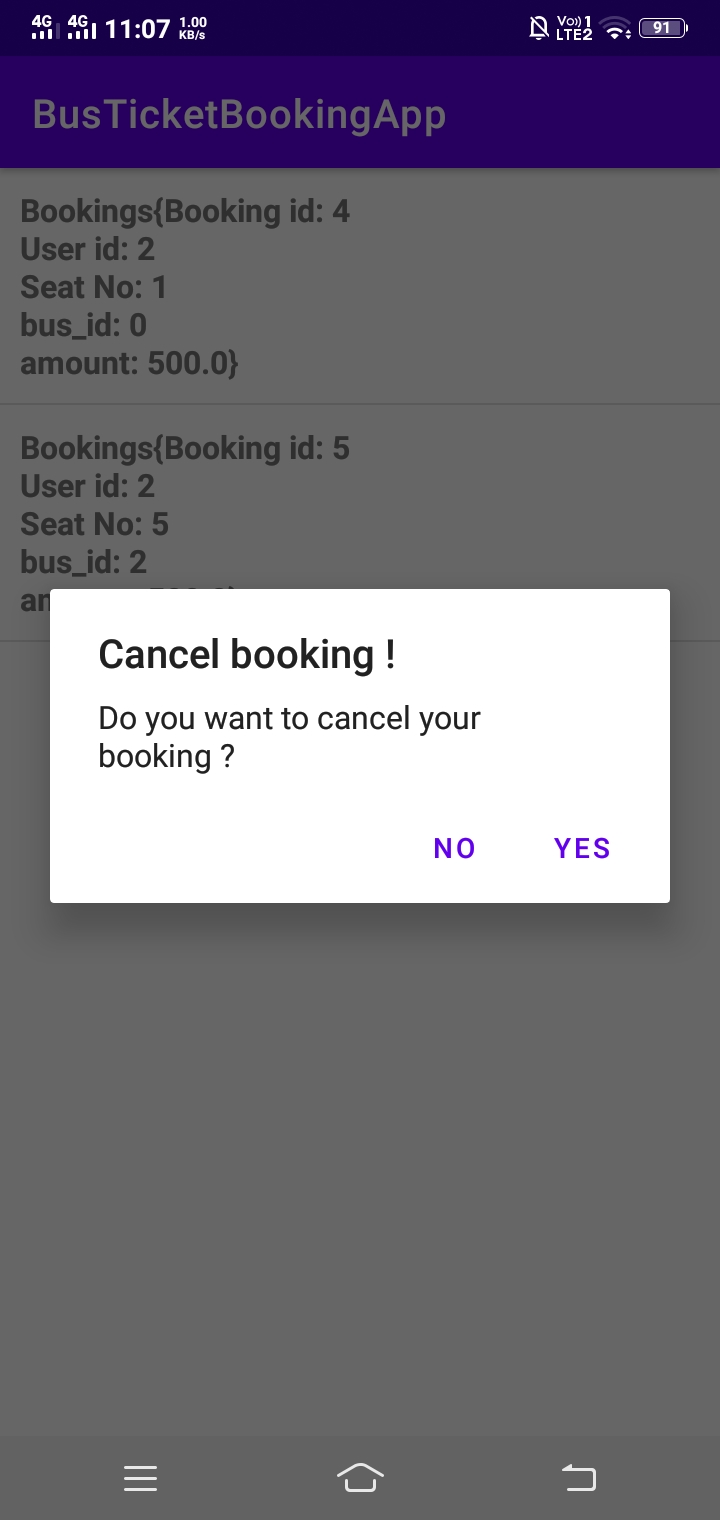 4G 4G 11:07 1.00 KB/s Vo)) 1 LTE2 91
BusTicketBookingApp
Bookings{Booking id: 4
User id: 2
Seat No: 1
bus_id: 0
amount: 500.0}
Bookings{Booking id: 5
User id: 2
Seat No: 5
bus_id: 2
Cancel booking !
Do you want to cancel your
booking ?
NO YES